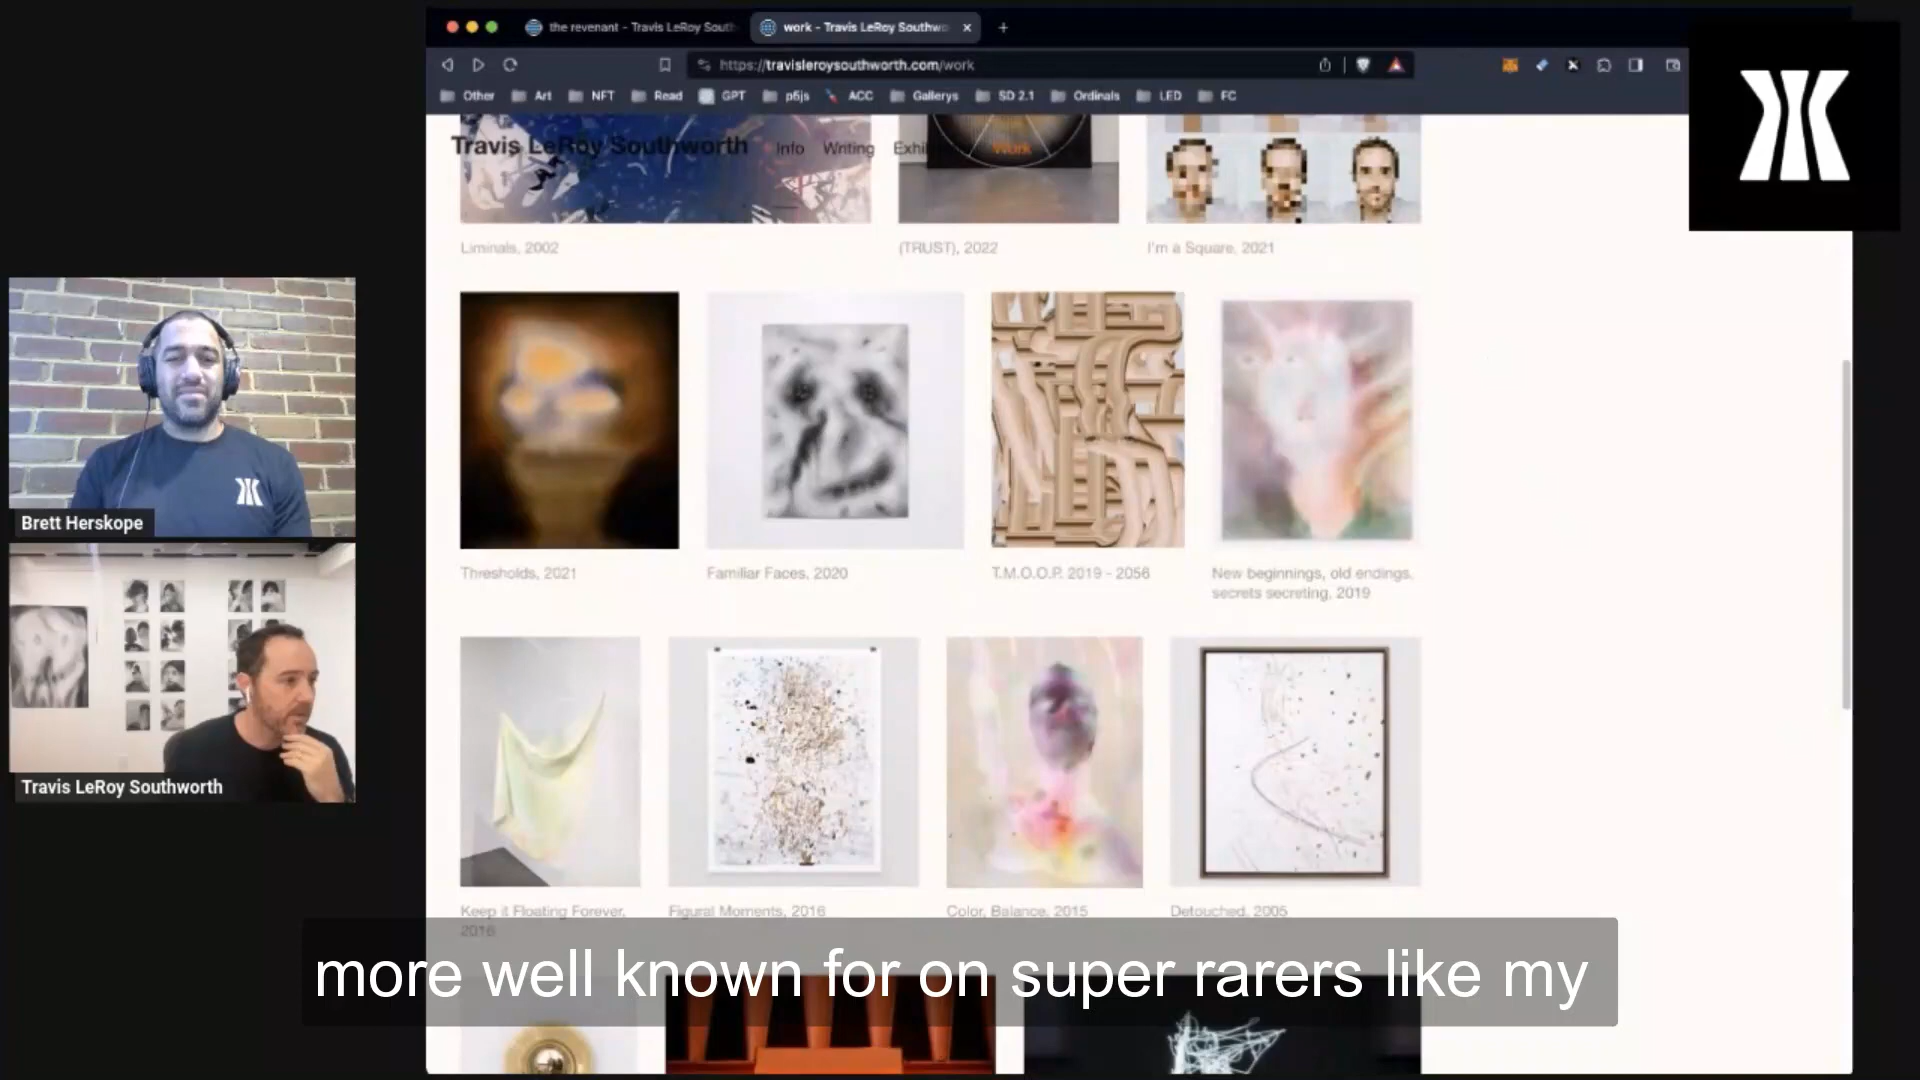 the revenant - Travis LeRoy South
work - Travis LeRoy Southwo
https://travisleroysouthworth.com/work
Other Art NFT Read GPT p5js ACC Gallerys SD 2.1 Ordinals LED FC
Travis LeRoy Southworth Info Writing Work
Liminals, 2002
(TRUST), 2022
I'm a Square, 2021
Thresholds, 2021
Familiar Faces, 2020
T.M.O.O.P. 2019 - 2056
New beginnings, old endings,
secrets secreting, 2019
Brett Herskope
Travis LeRoy Southworth
Keep it Floating Forever,
2016
Figural Moments, 2016
Color, Balance, 2015
Detouched, 2005
more well known for on super rarers like my